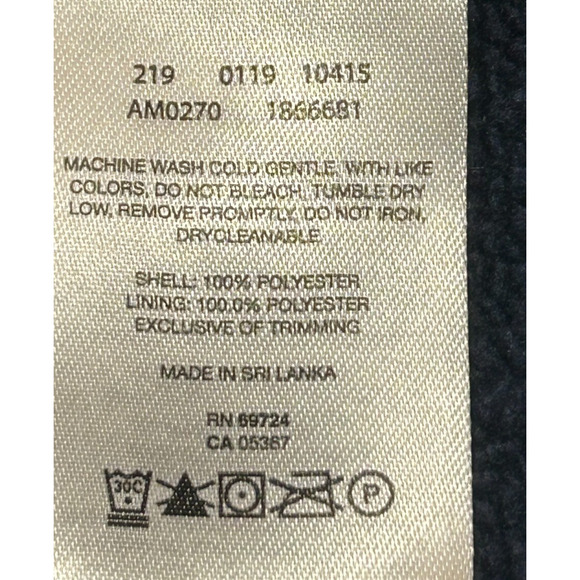 219 0119 10415
AM0270 1866681
MACHINE WASH COLD GENTLE, WITH LIKE
COLORS, DO NOT BLEACH, TUMBLE DRY
LOW, REMOVE PROMPTLY, DO NOT IRON,
DRYCLEANABLE
SHELL: 100% POLYESTER
LINING: 100.0% POLYESTER
EXCLUSIVE OF TRIMMING
MADE IN SRI LANKA
RN 69724
CA 05367
30C P